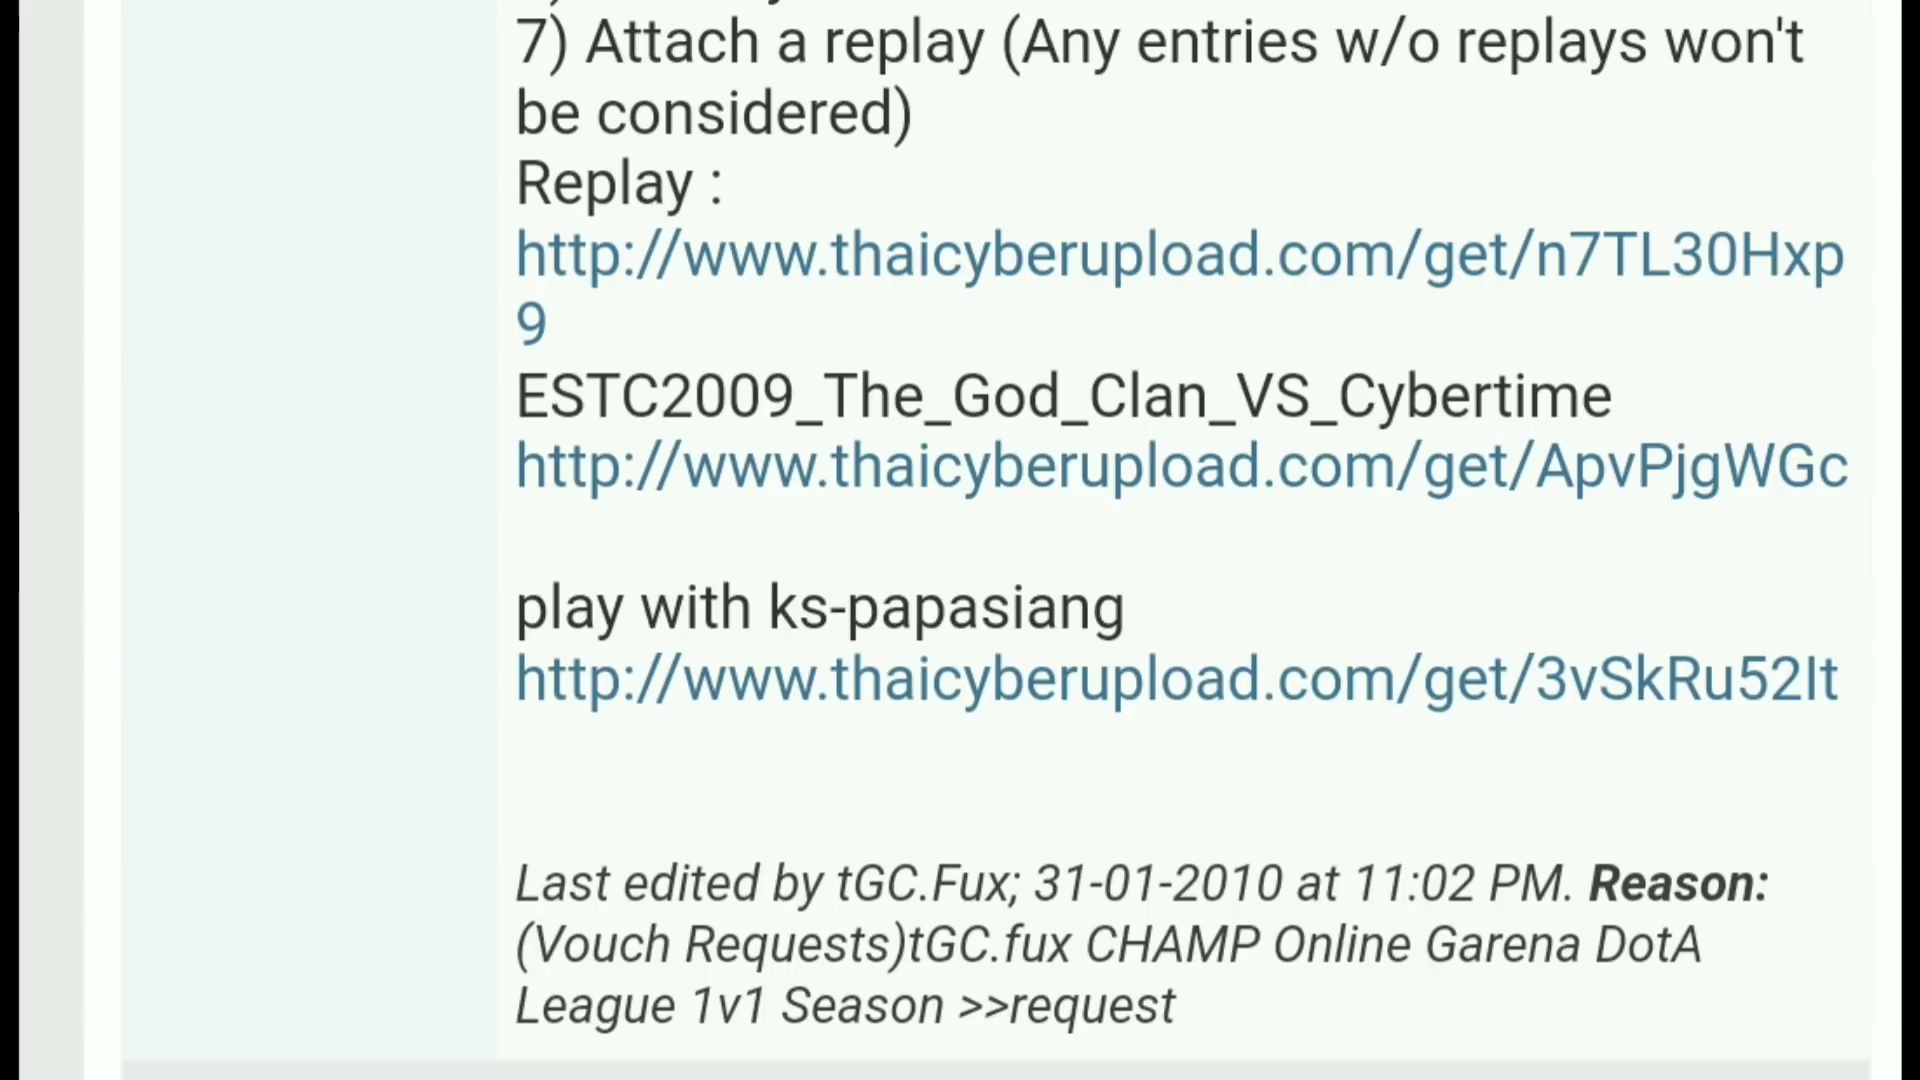 7) Attach a replay (Any entries w/o replays won't
be considered)
Replay :
http://www.thaicyberupload.com/get/n7TL30Hxp
9
ESTC2009_The_God_Clan_VS_Cybertime
http://www.thaicyberupload.com/get/ApvPjgWGc
play with ks-papasiang
http://www.thaicyberupload.com/get/3vSkRu52It
Last edited by tGC.Fux; 31-01-2010 at 11:02 PM. Reason:
(Vouch Requests)tGC.fux CHAMP Online Garena DotA
League 1v1 Season >>request